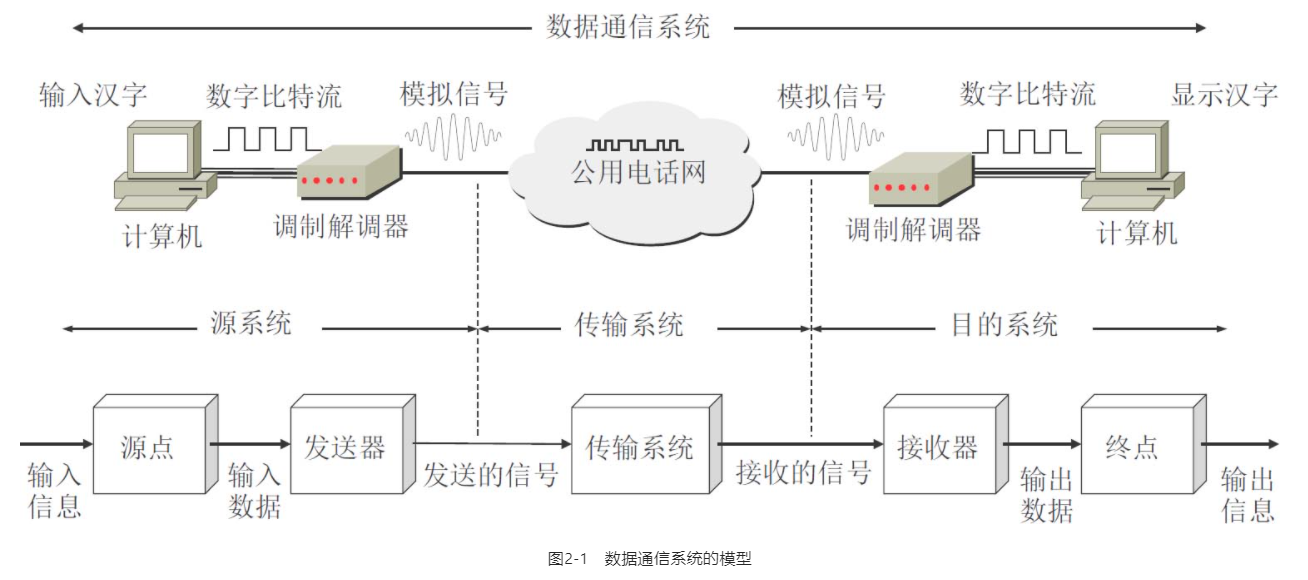 数据通信系统
输入汉字
数字比特流
模拟信号
模拟信号
数字比特流
显示汉字
公用电话网
计算机
调制解调器
调制解调器
计算机
源系统
传输系统
目的系统
源点
发送器
传输系统
接收器
终点
输入
信息
输入
数据
发送的信号
接收的信号
输出
数据
输出
信息
图2-1 数据通信系统的模型